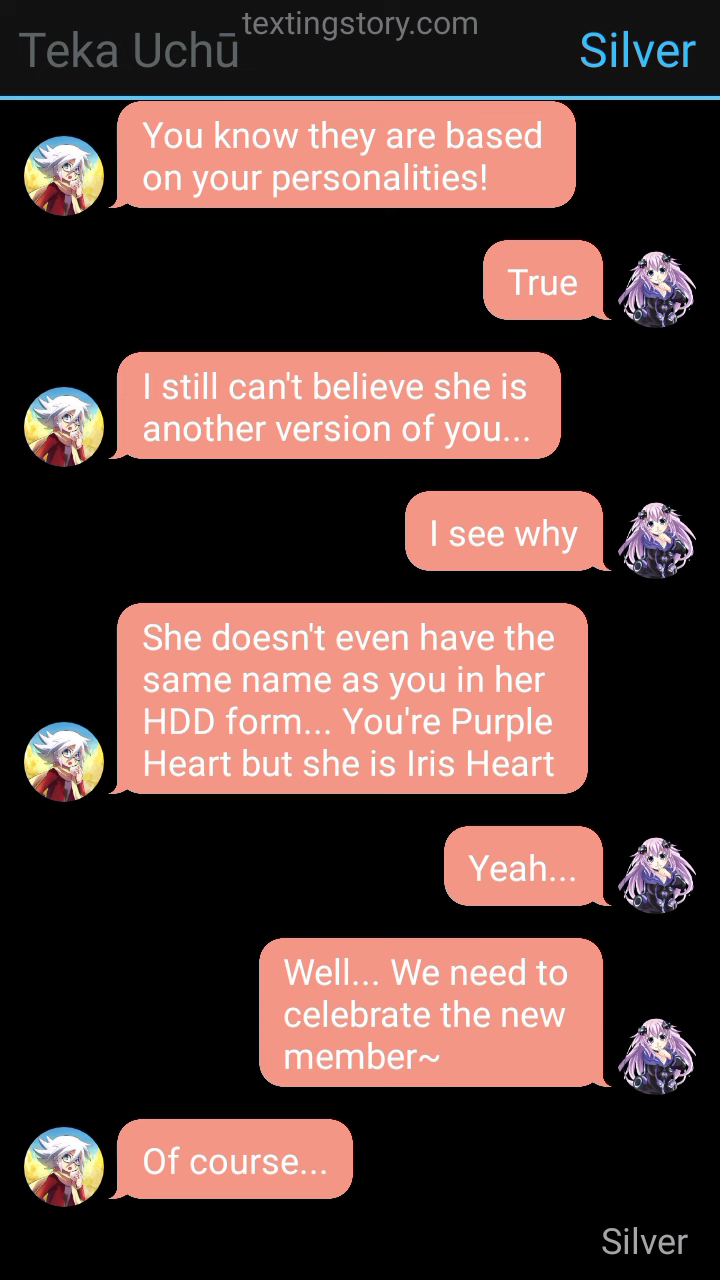 textingstory.com
Teka Uchū
Silver
You know they are based
on your personalities!
True
I still can't believe she is
another version of you...
I see why
She doesn't even have the
same name as you in her
HDD form... You're Purple
Heart but she is Iris Heart
Yeah...
Well... We need to
celebrate the new
member~
Of course...
Silver